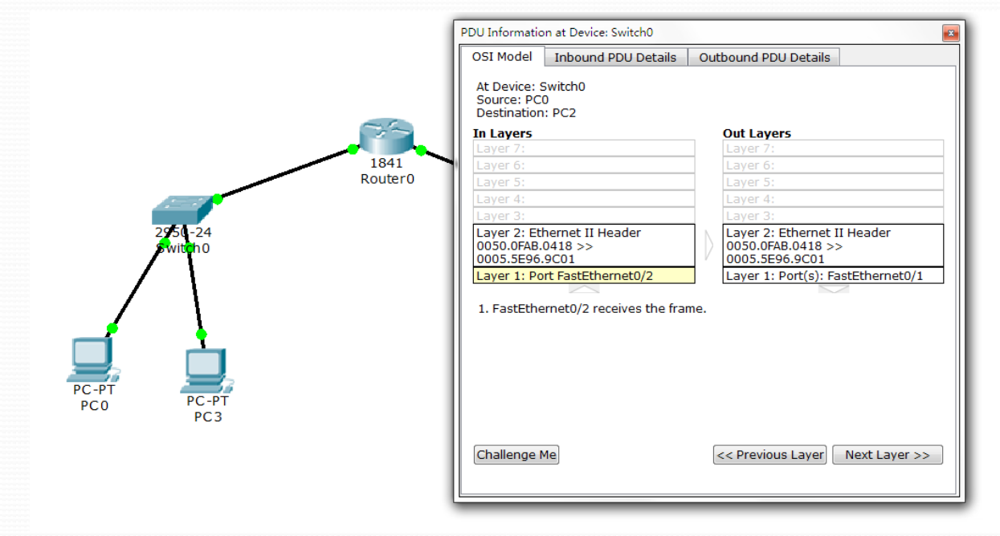 PDU Information at Device: Switch0
OSI Model
Inbound PDU Details
Outbound PDU Details
At Device: Switch0
Source: PC0
Destination: PC2
In Layers
Layer 7:
Layer 6:
Layer 5:
Layer 4:
Layer 3:
Layer 2: Ethernet II Header
0050.0FAB.0418 >>
0005.5E96.9C01
Layer 1: Port FastEthernet0/2
Out Layers
Layer 7:
Layer 6:
Layer 5:
Layer 4:
Layer 3:
Layer 2: Ethernet II Header
0050.0FAB.0418 >>
0005.5E96.9C01
Layer 1: Port(s): FastEthernet0/1
1. FastEthernet0/2 receives the frame.
Challenge Me
<< Previous Layer
Next Layer >>
1841
Router0
2950-24
Switch0
PC-PT
PC0
PC-PT
PC3